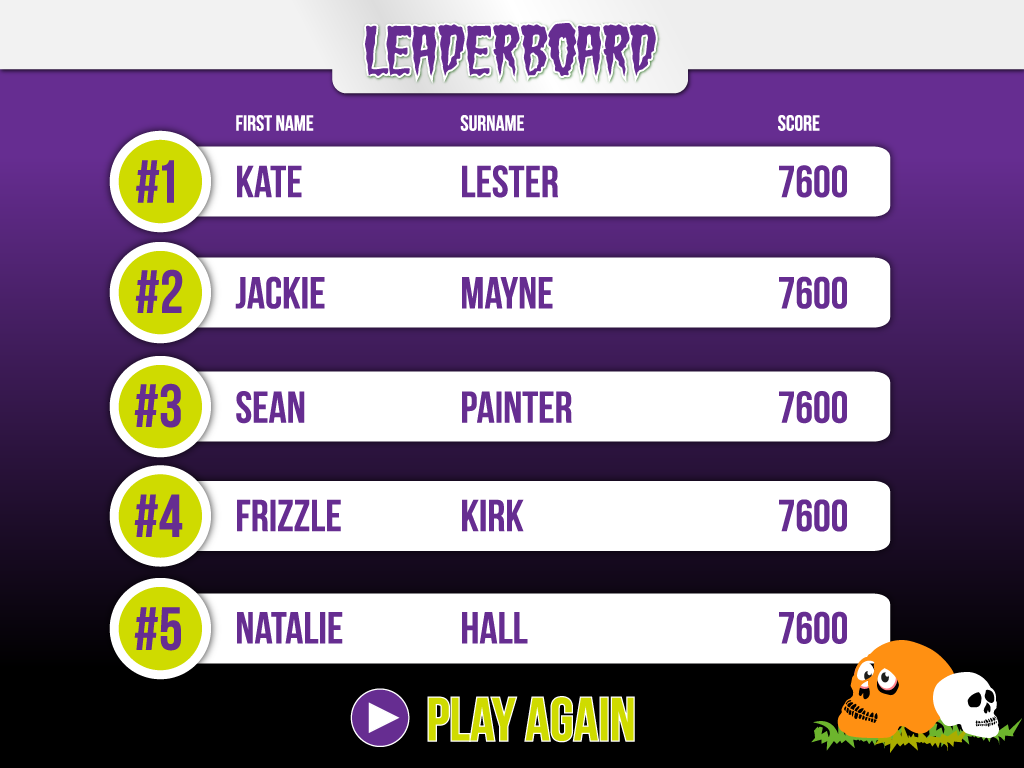 LEADERBOARD
FIRST NAME SURNAME SCORE
#1 KATE LESTER 7600
#2 JACKIE MAYNE 7600
#3 SEAN PAINTER 7600
#4 FRIZZLE KIRK 7600
#5 NATALIE HALL 7600
PLAY AGAIN